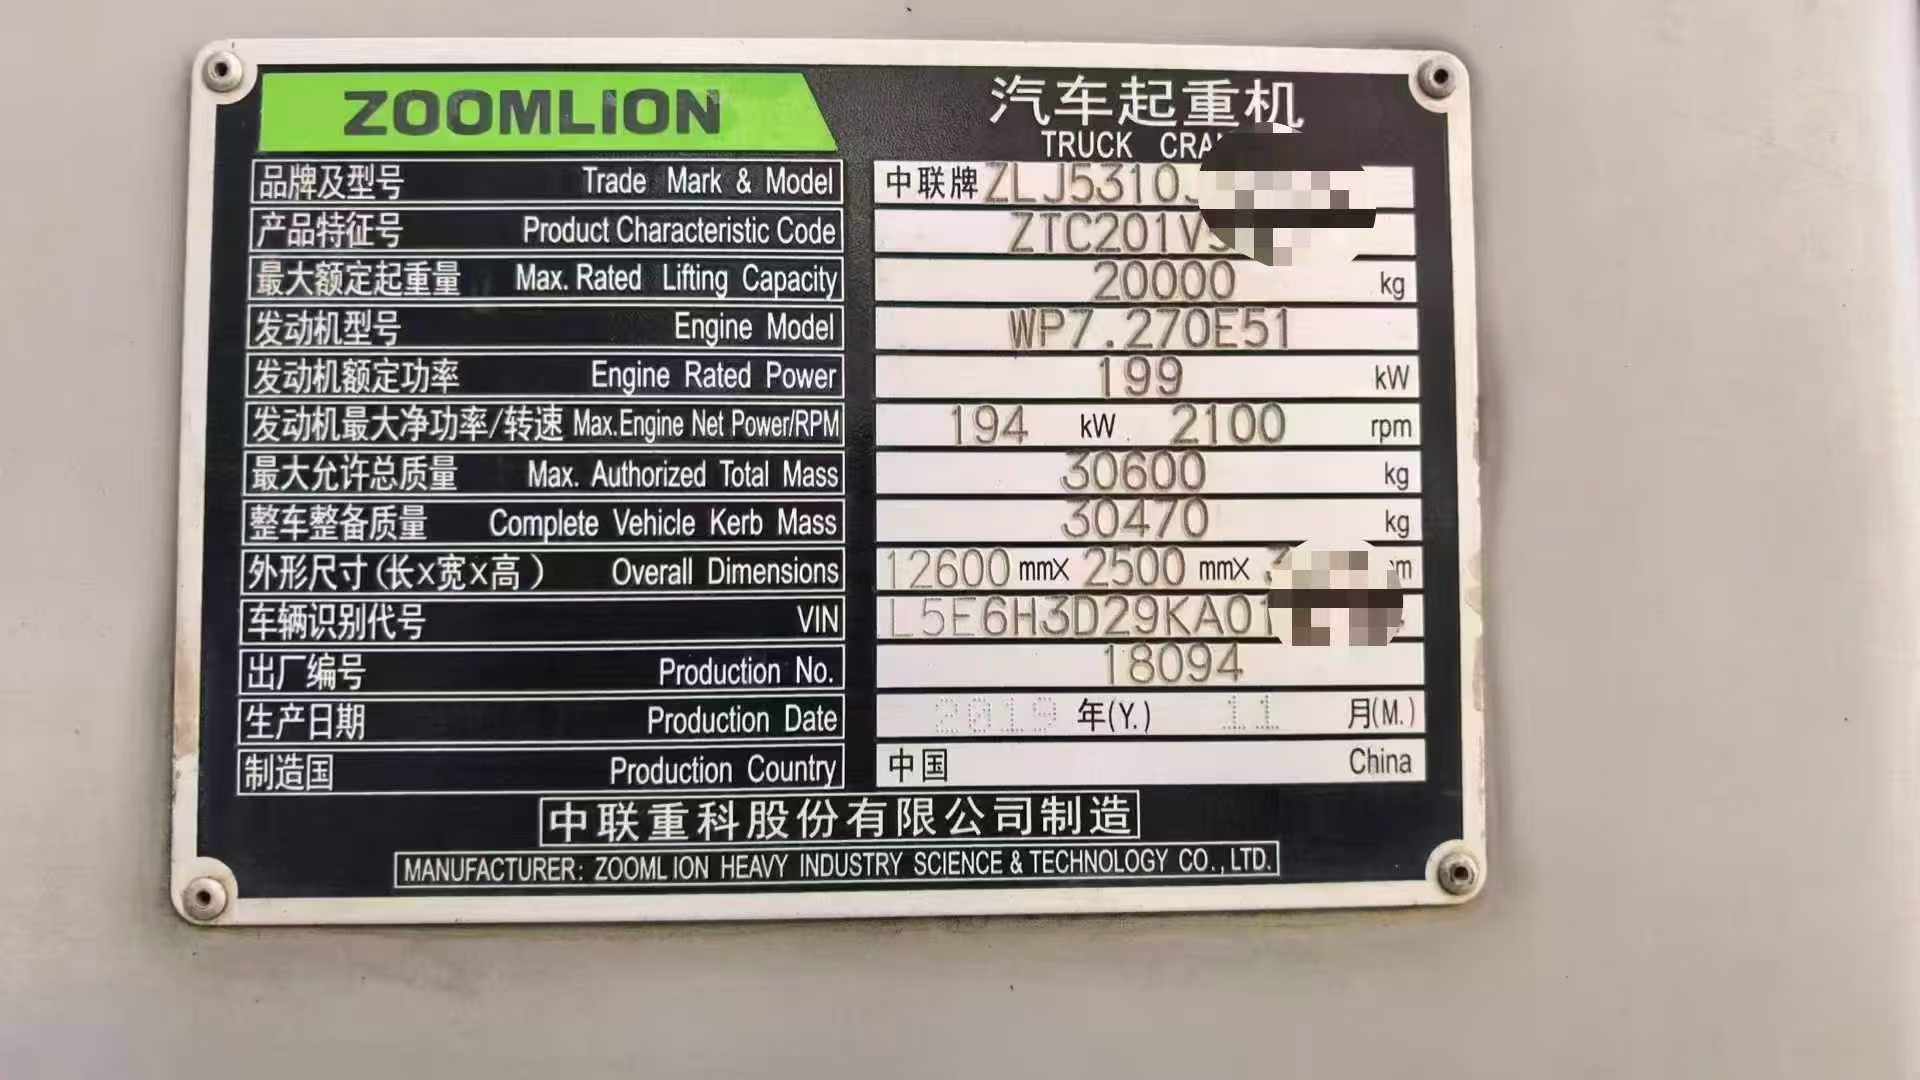 ZOOMLION
汽车起重机
TRUCK
品牌及型号 Trade Mark & Model 中联牌
产品特征号 Product Characteristic Code
最大额定起重量 Max. Rated Lifting Capacity 20000 kg
发动机型号 Engine Model WP7.270E51
发动机额定功率 Engine Rated Power 199 kW
发动机最大净功率/转速 Max.Engine Net Power/RPM 194 kW 2100 rpm
最大允许总质量 Max. Authorized Total Mass 30600 kg
整车整备质量 Complete Vehicle Kerb Mass 30470 kg
外形尺寸(长X宽X高) Overall Dimensions 12600 mmX 2500 mmX
车辆识别代号 VIN
出厂编号 Production No. 18094
生产日期 Production Date 2019 年(Y.) 11 月(M.)
制造国 Production Country 中国 China
中联重科股份有限公司制造
MANUFACTURER: ZOOMLION HEAVY INDUSTRY SCIENCE & TECHNOLOGY CO., LTD.